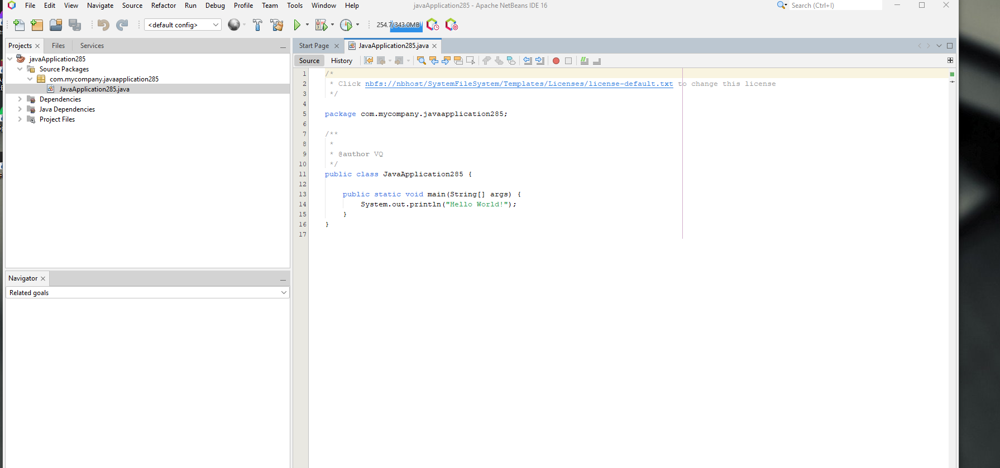 File Edit View Navigate Source Refactor Run Debug Profile Team Tools Window Help
javaApplication285 - Apache NetBeans IDE 16
Search (Ctrl+I)
<default config>
254.7/343.0MB
Projects Files Services
javaApplication285
Source Packages
com.mycompany.javaapplication285
JavaApplication285.java
Dependencies
Java Dependencies
Project Files
Navigator
Related goals
Start Page JavaApplication285.java
Source History
1 /*
2 * Click nbfs://nbhost/SystemFileSystem/Templates/Licenses/license-default.txt to change this license
3 */
4
5 package com.mycompany.javaapplication285;
6
7 /**
8 *
9 * @author VQ
10 */
11 public class JavaApplication285 {
12
13 public static void main(String[] args) {
14 System.out.println("Hello World!");
15 }
16 }
17